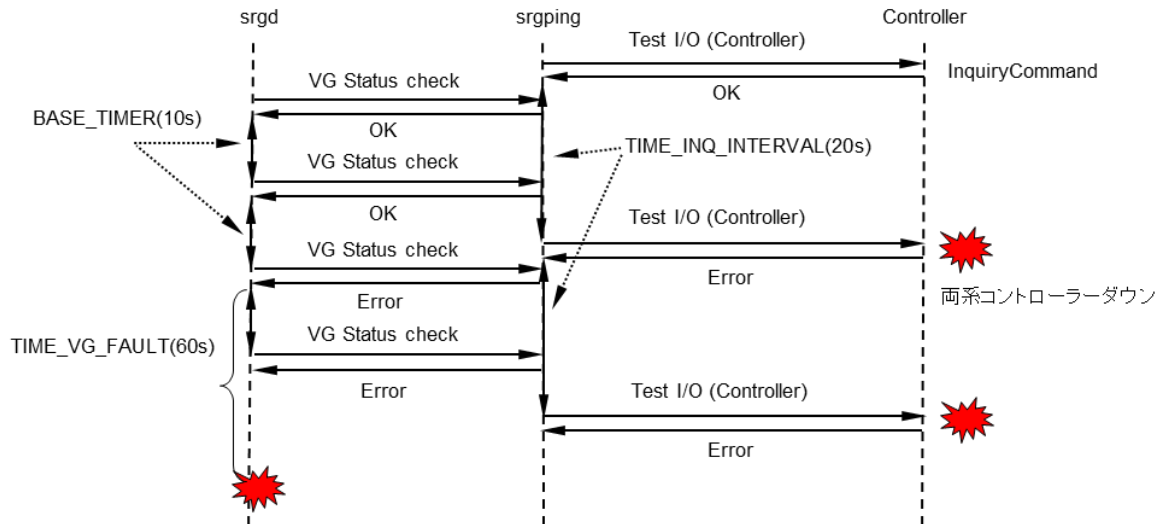 srgd
srgping
Controller
Test I/O (Controller)
InquiryCommand
VG Status check
OK
BASE_TIMER(10s)
OK
TIME_INQ_INTERVAL(20s)
VG Status check
OK
Test I/O (Controller)
VG Status check
Error
Error
両系コントローラーダウン
VG Status check
TIME_VG_FAULT(60s)
Error
Test I/O (Controller)
Error